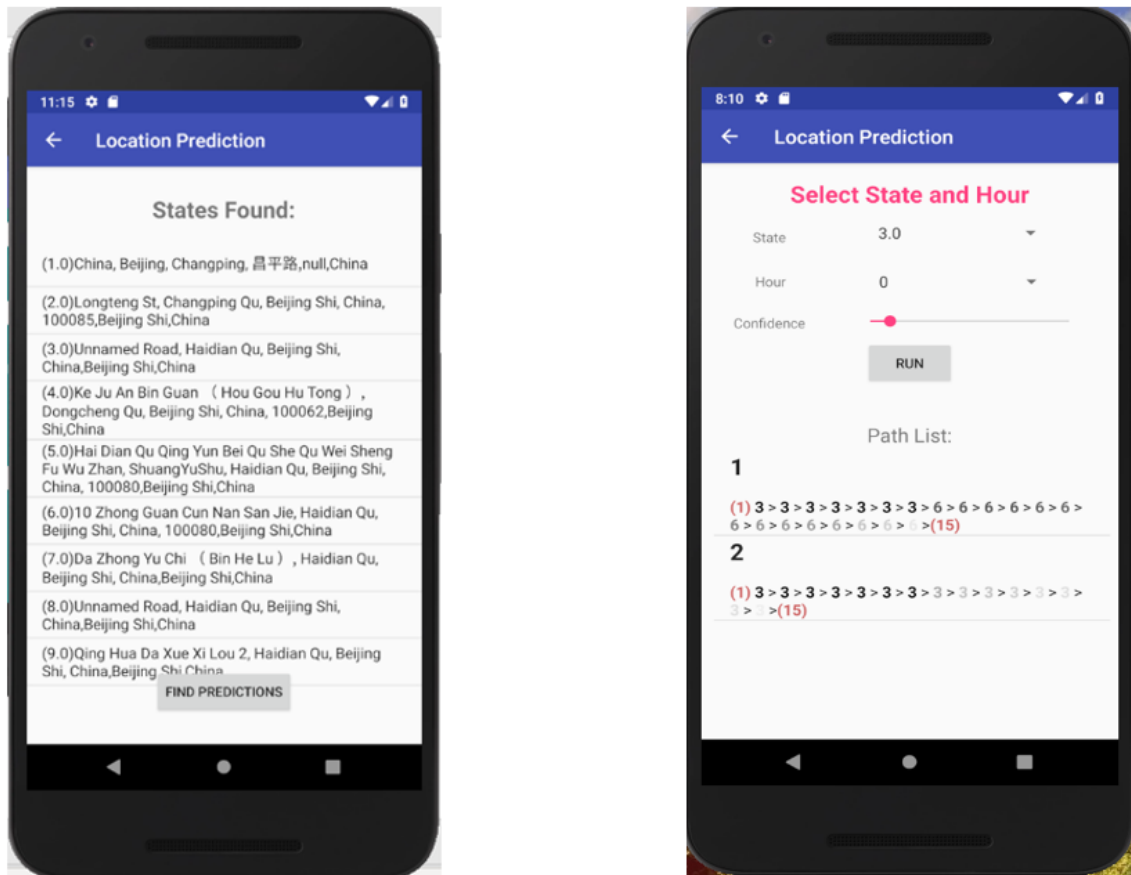 11:15
Location Prediction
States Found:
(1.0)China, Beijing, Changping, 昌平路,null,China
(2.0)Longteng St, Changping Qu, Beijing Shi, China,
100085,Beijing Shi,China
(3.0)Unnamed Road, Haidian Qu, Beijing Shi,
China,Beijing Shi,China
(4.0)Ke Ju An Bin Guan （ Hou Gou Hu Tong ） ,
Dongcheng Qu, Beijing Shi, China, 100062,Beijing
Shi,China
(5.0)Hai Dian Qu Qing Yun Bei Qu She Qu Wei Sheng
Fu Wu Zhan, ShuangYuShu, Haidian Qu, Beijing Shi,
China, 100080,Beijing Shi,China
(6.0)10 Zhong Guan Cun Nan San Jie, Haidian Qu,
Beijing Shi, China, 100080,Beijing Shi,China
(7.0)Da Zhong Yu Chi （ Bin He Lu ） , Haidian Qu,
Beijing Shi, China,Beijing Shi,China
(8.0)Unnamed Road, Haidian Qu, Beijing Shi,
China,Beijing Shi,China
(9.0)Qing Hua Da Xue Xi Lou 2, Haidian Qu, Beijing
Shi, China,Beijing Shi,China
FIND PREDICTIONS
8:10
Location Prediction
Select State and Hour
State 3.0
Hour 0
Confidence
RUN
Path List:
1
(1) 3 > 3 > 3 > 3 > 3 > 3 > 3 > 6 > 6 > 6 > 6 > 6 > 6 >
6 > 6 > 6 > 6 > 6 > 6 > 6 > 6 >(15)
2
(1) 3 > 3 > 3 > 3 > 3 > 3 > 3 > 3 > 3 > 3 > 3 > 3 > 3 >
3 > 3 >(15)